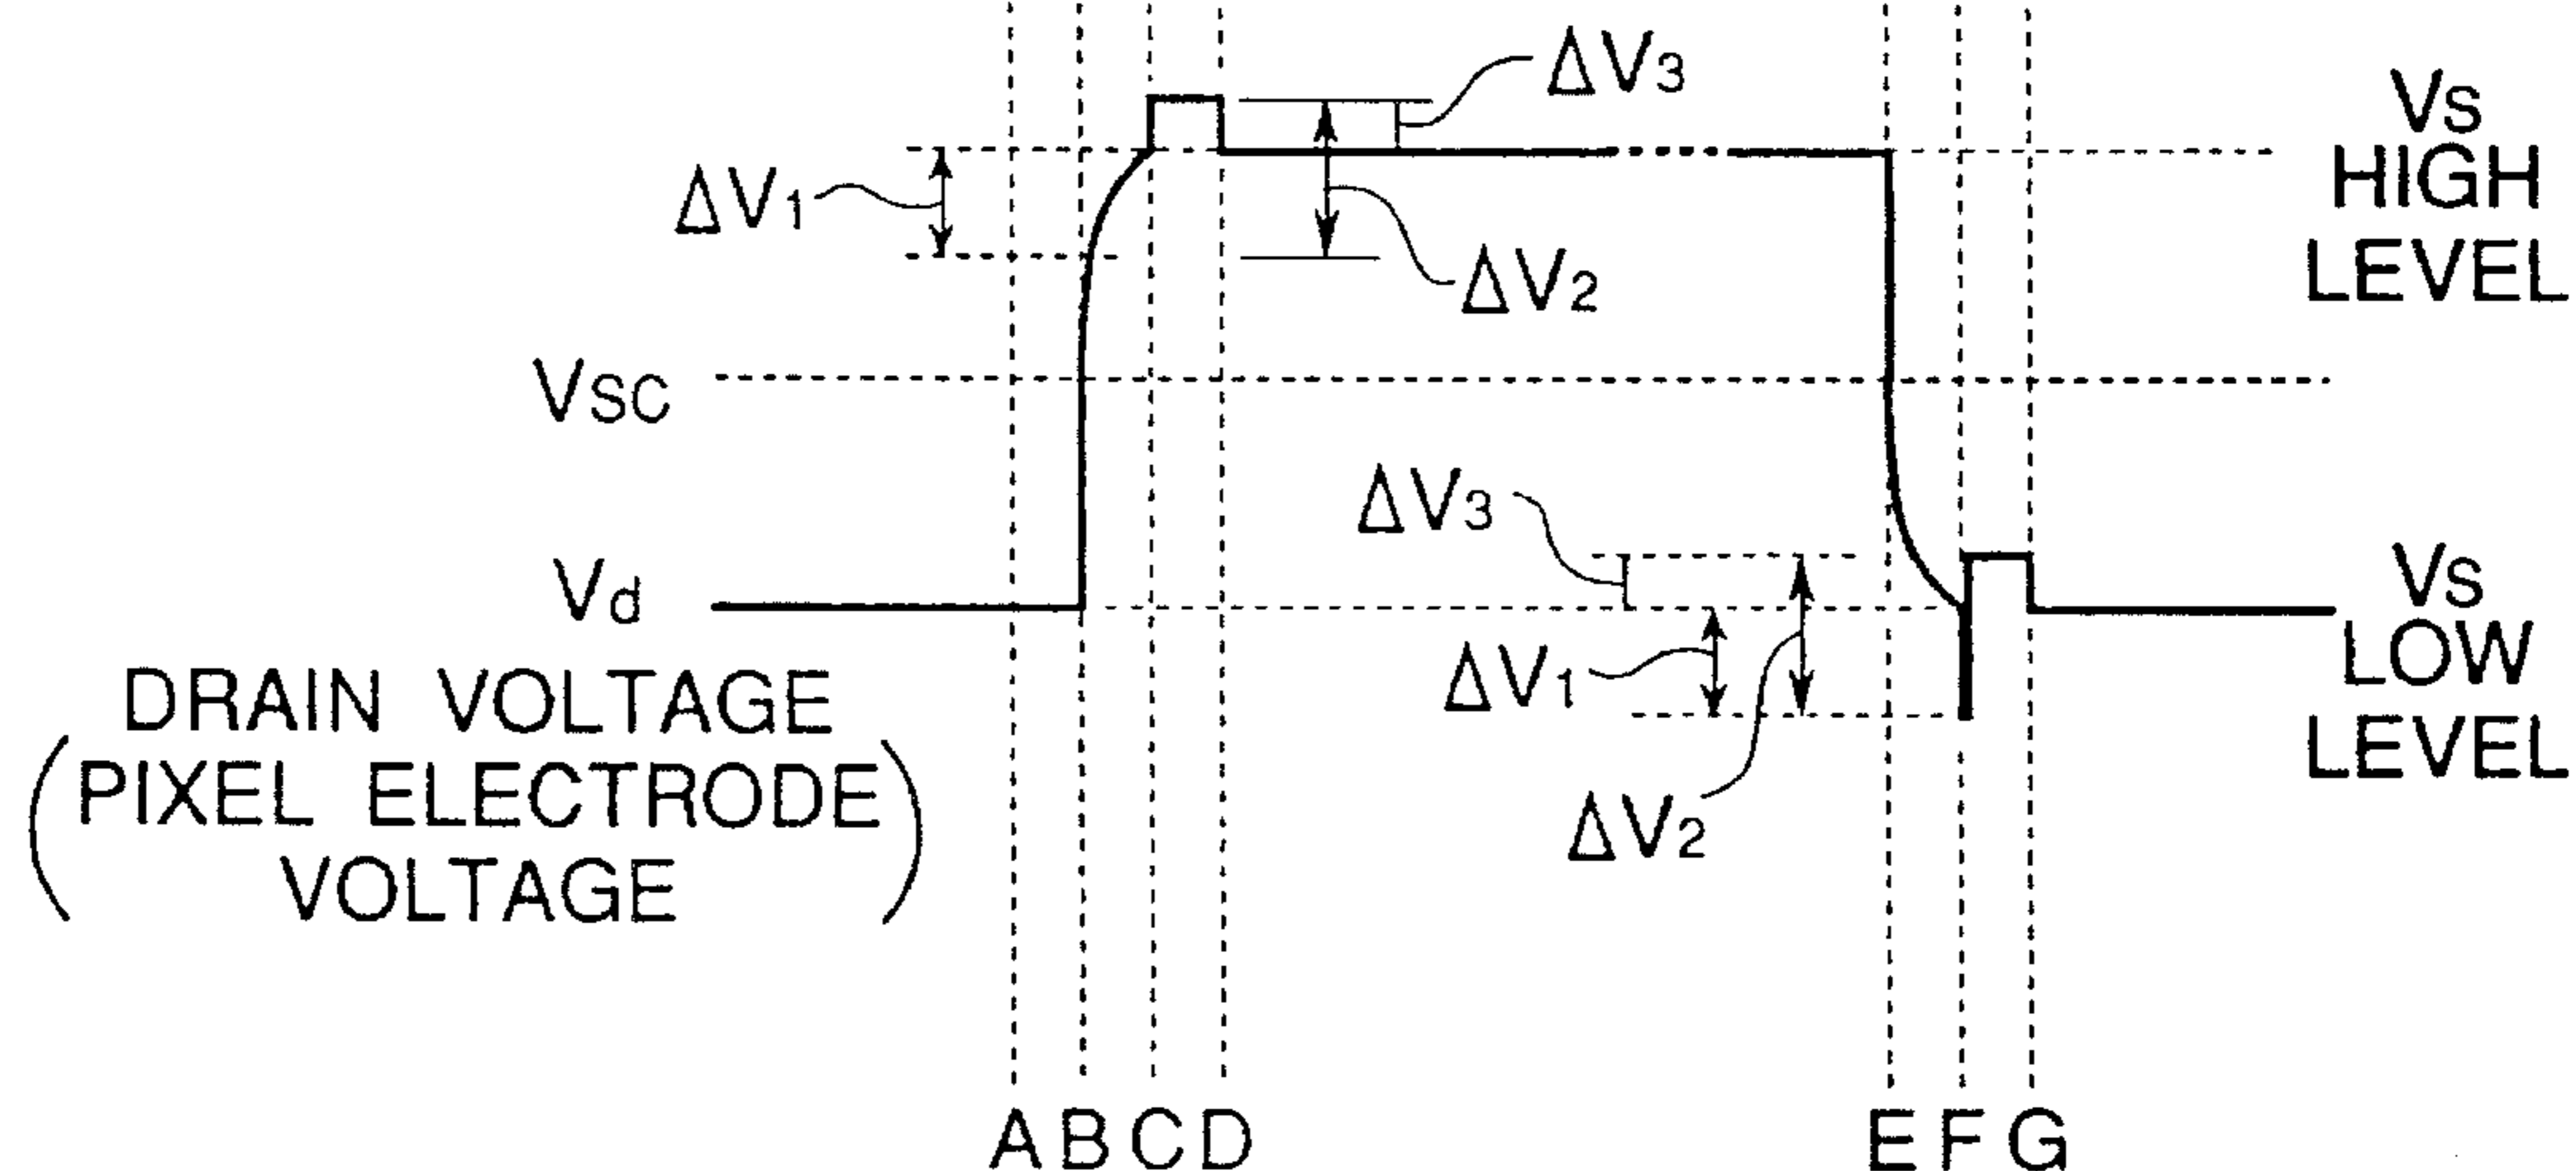 ΔV3
Vs
HIGH
LEVEL
ΔV1
ΔV2
VSC
ΔV3
Vd
Vs
LOW
LEVEL
ΔV1
ΔV2
DRAIN VOLTAGE
(PIXEL ELECTRODE
VOLTAGE)
A B C D E F G